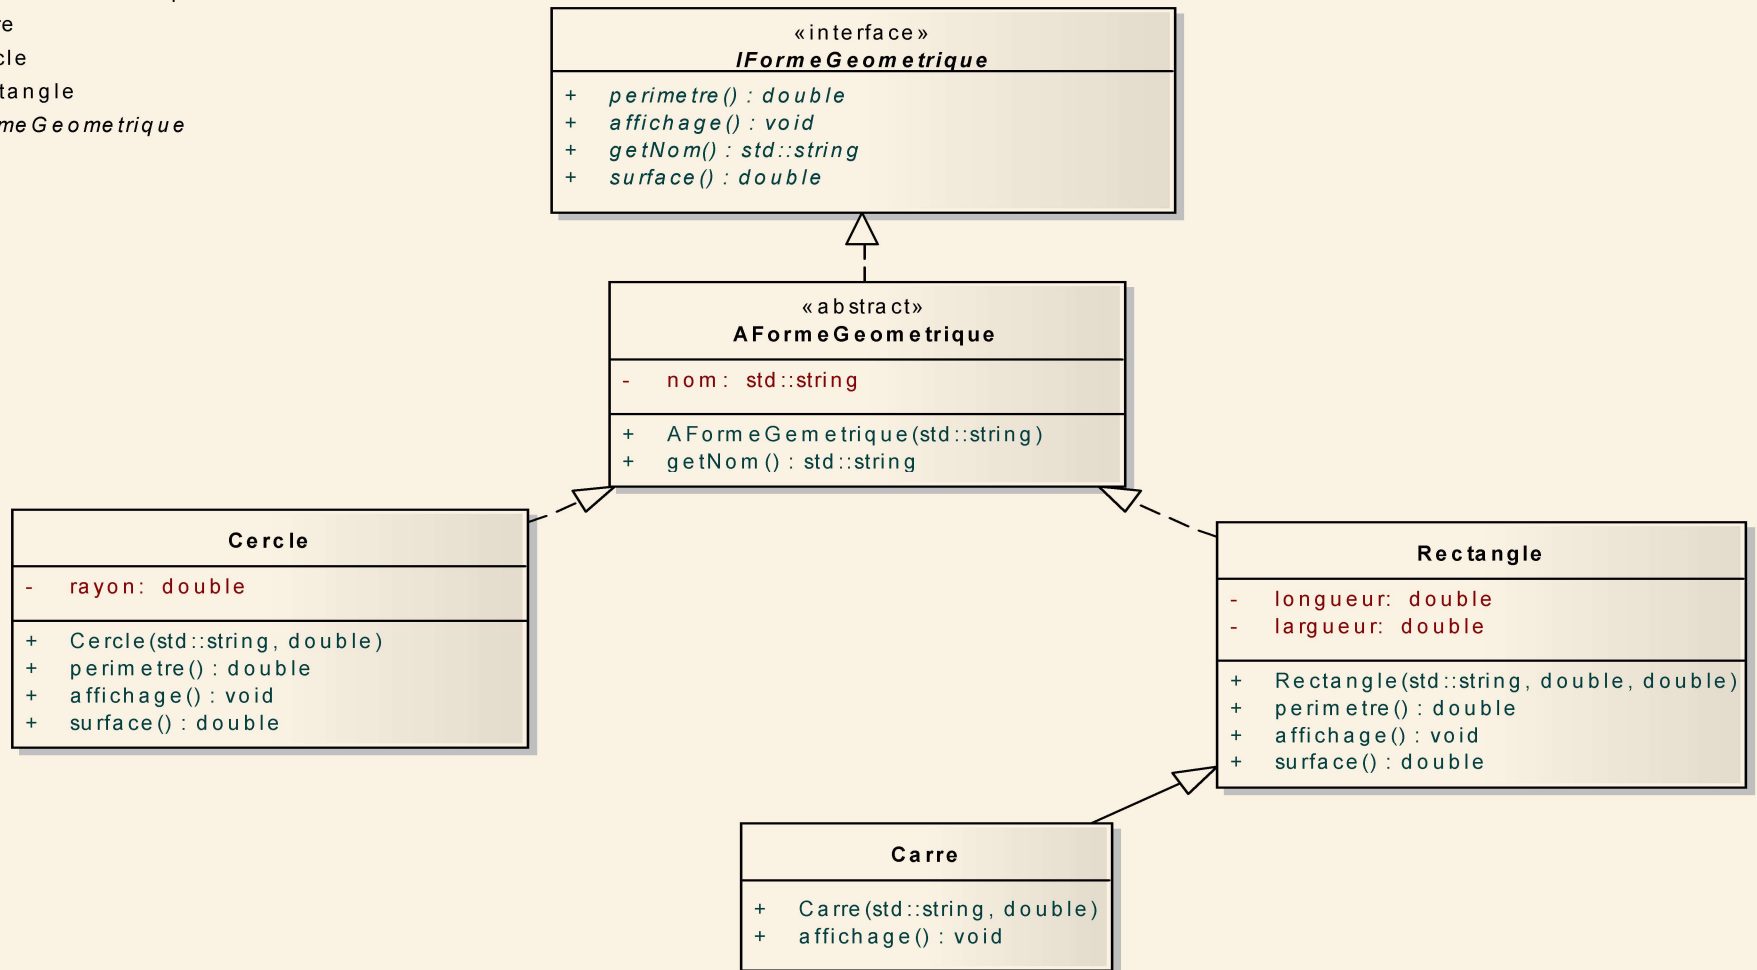 re
cle
tangle
meGeometrique
«interface»
IFormeGeometrique
+ perimetre() : double
+ affichage() : void
+ getNom() : std::string
+ surface() : double
«abstract»
AFormeGeometrique
- nom: std::string
+ AFormeGemetrique(std::string)
+ getNom() : std::string
Cercle
- rayon: double
+ Cercle(std::string, double)
+ perimetre() : double
+ affichage() : void
+ surface() : double
Rectangle
- longueur: double
- largueur: double
+ Rectangle(std::string, double, double)
+ perimetre() : double
+ affichage() : void
+ surface() : double
Carre
+ Carre(std::string, double)
+ affichage() : void